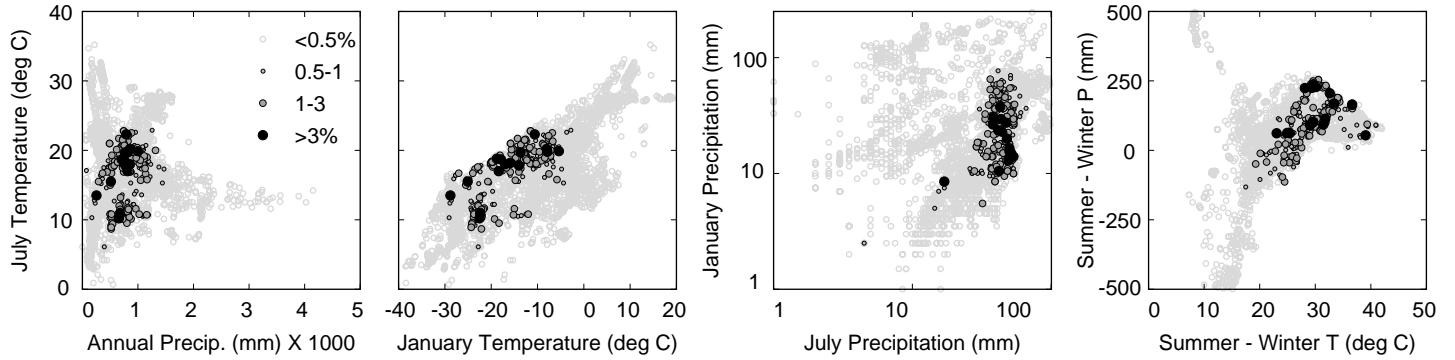 July Temperature (deg C)
40
30
20
10
0
<0.5%
0.5-1
1-3
>3%
0 1 2 3 4 5
Annual Precip. (mm) X 1000
-40 -30 -20 -10 0 10 20
January Temperature (deg C)
January Precipitation (mm)
100
10
1
1 10 100
July Precipitation (mm)
Summer - Winter P (mm)
500
250
0
-250
-500
0 10 20 30 40 50
Summer - Winter T (deg C)